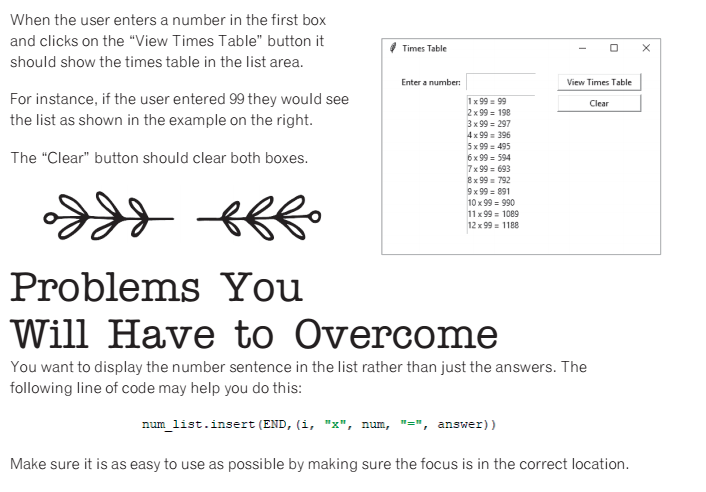 When the user enters a number in the first box
and clicks on the “View Times Table” button it
should show the times table in the list area.
For instance, if the user entered 99 they would see
the list as shown in the example on the right.
The “Clear” button should clear both boxes.
Times Table
Enter a number:
View Times Table
Clear
1 x 99 = 99
2 x 99 = 198
3 x 99 = 297
4 x 99 = 396
5 x 99 = 495
6 x 99 = 594
7 x 99 = 693
8 x 99 = 792
9 x 99 = 891
10 x 99 = 990
11 x 99 = 1089
12 x 99 = 1188
Problems You
Will Have to Overcome
You want to display the number sentence in the list rather than just the answers. The
following line of code may help you do this:
num_list.insert(END,(i, "x", num, "=", answer))
Make sure it is as easy to use as possible by making sure the focus is in the correct location.